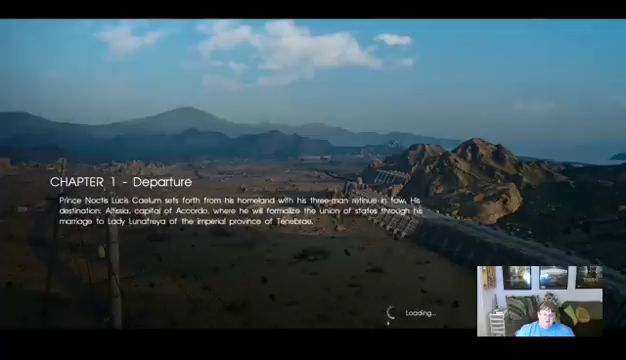 CHAPTER 1 - Departure
Prince Noctis Lucis Caelum sets forth from his homeland with his three-man retinue in tow. His
destination: Altissia, capital of Accordo, where he will formalize the union of states through his
marriage to Lady Lunafreya of the imperial province of Tenebrae.
Loading...